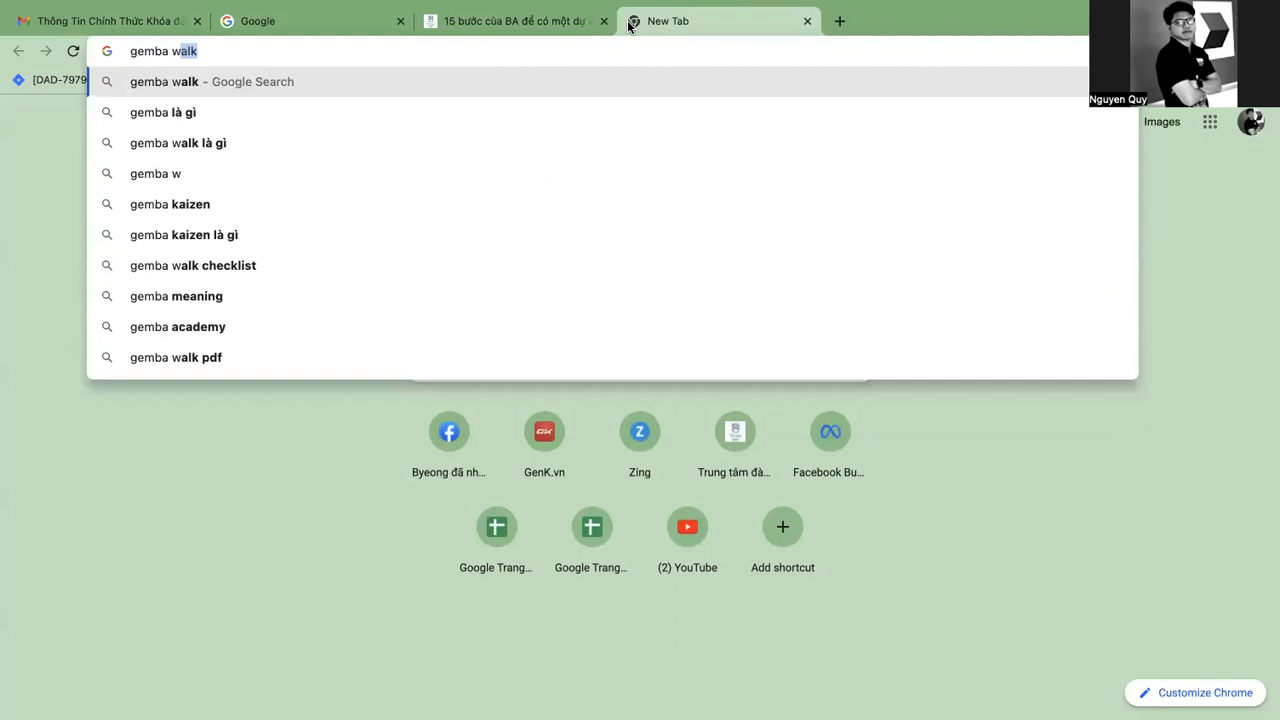 Thông Tin Chính Thức Khóa đà
Google
15 bước của BA để có một dự á
New Tab
gemba walk
[DAD-7979
gemba walk - Google Search
gemba là gì
gemba walk là gì
gemba w
gemba kaizen
gemba kaizen là gì
gemba walk checklist
gemba meaning
gemba academy
gemba walk pdf
Nguyen Quy
Images
Byeong đã nh...
GenK.vn
Zing
Trung tâm đà...
Facebook Bu...
Google Trang...
Google Trang...
(2) YouTube
Add shortcut
Customize Chrome